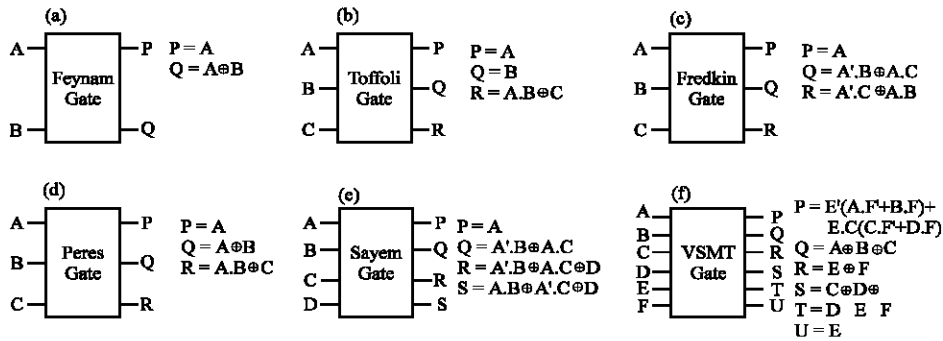 (a)
A
B
Feynam
Gate
P
Q
P = A
Q = A⊕B
(b)
A
B
C
Toffoli
Gate
P
Q
R
P = A
Q = B
R = A.B⊕C
(c)
A
B
C
Fredkin
Gate
P
Q
R
P = A
Q = A'.B⊕A.C
R = A'.C⊕A.B
(d)
A
B
C
Peres
Gate
P
Q
R
P = A
Q = A⊕B
R = A.B⊕C
(e)
A
B
C
D
Sayem
Gate
P
Q
R
S
P = A
Q = A'.B⊕A.C
R = A'.B⊕A.C⊕D
S = A.B⊕A'.C⊕D
(f)
A
B
C
D
E
F
VSMT
Gate
P
Q
R
S
T
U
P = E'(A.F'+B.F)+
E.C(C.F'+D.F)
Q = A⊕B⊕C
R = E⊕F
S = C⊕D⊕
T = D E F
U = E